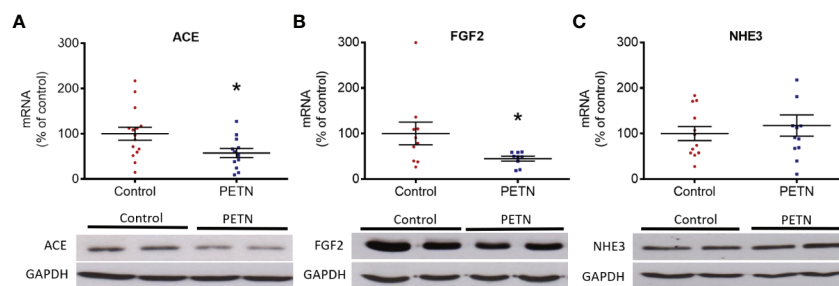 A
ACE
300
200
100
0
mRNA
(% of control)
*
Control
PETN
Control
PETN
ACE
GAPDH
B
FGF2
300
200
100
0
mRNA
(% of control)
*
Control
PETN
Control
PETN
FGF2
GAPDH
C
NHE3
300
200
100
0
mRNA
(% of control)
Control
PETN
Control
PETN
NHE3
GAPDH